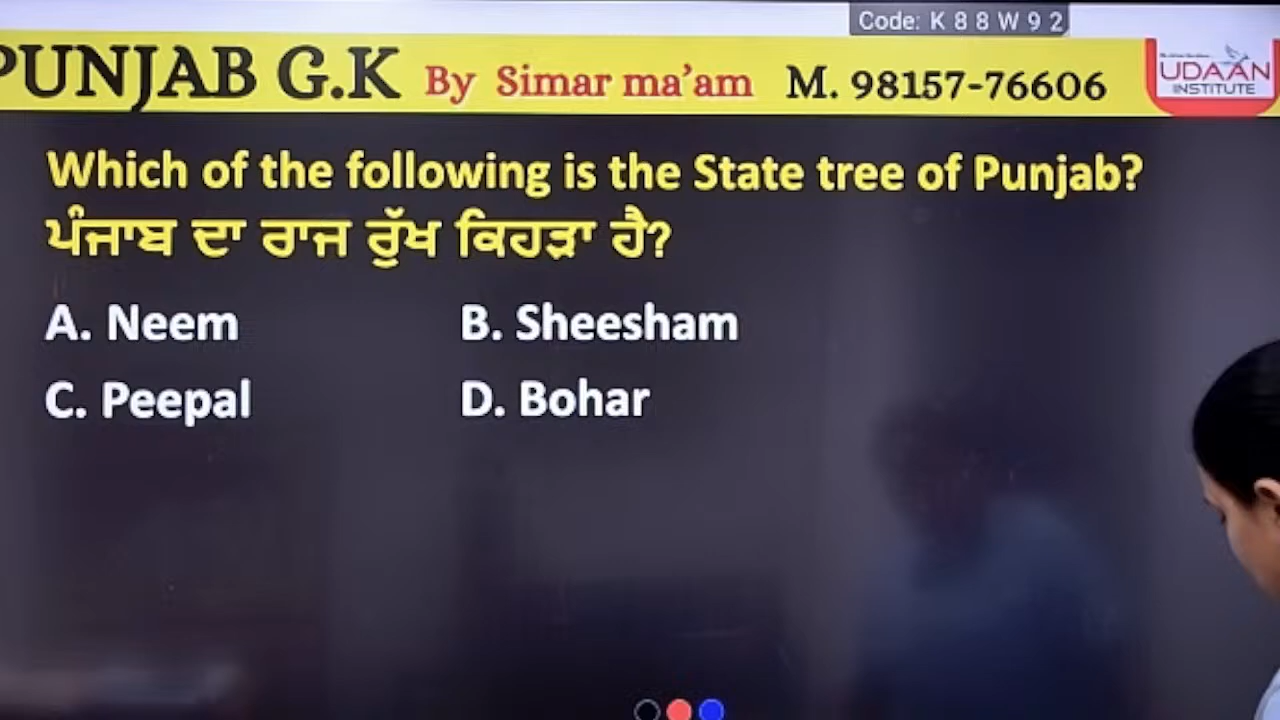 Code: K 8 8 W 9 2
PUNJAB G.K By Simar ma'am M. 98157-76606
UDAAN
INSTITUTE
Which of the following is the State tree of Punjab?
ਪੰਜਾਬ ਦਾ ਰਾਜ ਰੁੱਖ ਕਿਹੜਾ ਹੈ?
A. Neem B. Sheesham
C. Peepal D. Bohar